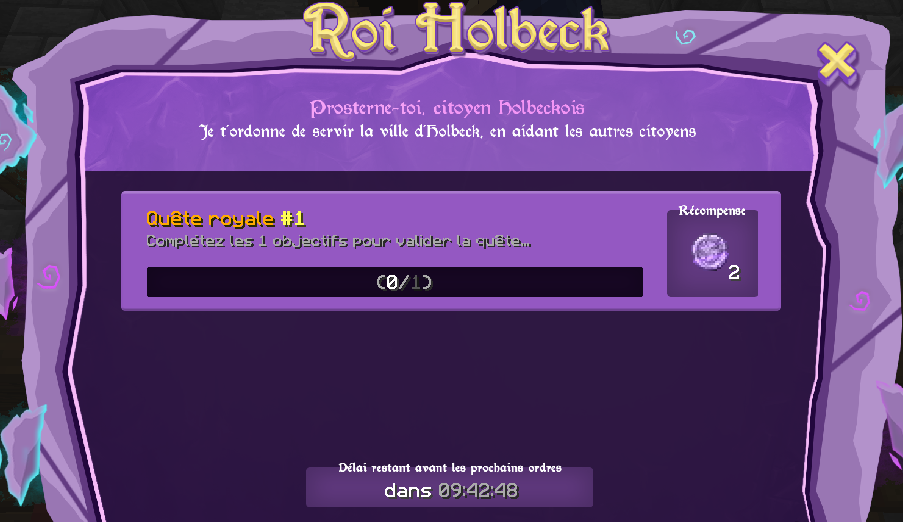 Roi Holbeck
Prosterne-toi, citoyen Holbeckois
Je t'ordonne de servir la ville d'Holbeck, en aidant les autres citoyens
Quête royale #1
Complétez les 1 objectifs pour valider la quête...
(0/1)
Récompense
2
Délai restant avant les prochains ordres
dans 09:42:48